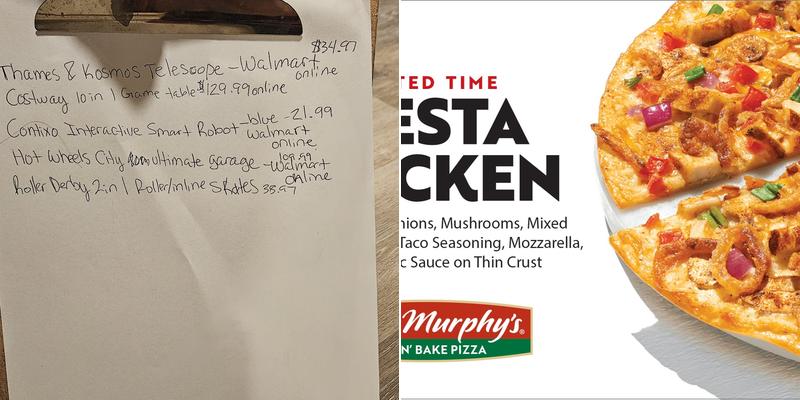 $34.97
Thames & Kosmos Telescope - Walmart
online
Costway 10 in 1 Game table $129.99 online
Contixo Interactive Smart Robot - blue - 21.99
Walmart
online
Hot Wheels City ultimate garage - 109.99
Walmart
online
Roller Derby 2 in 1 Roller/inline skates 35.97
TED TIME
ESTA
CKEN
nions, Mushrooms, Mixed
Taco Seasoning, Mozzarella,
c Sauce on Thin Crust
Murphy's
N' BAKE PIZZA